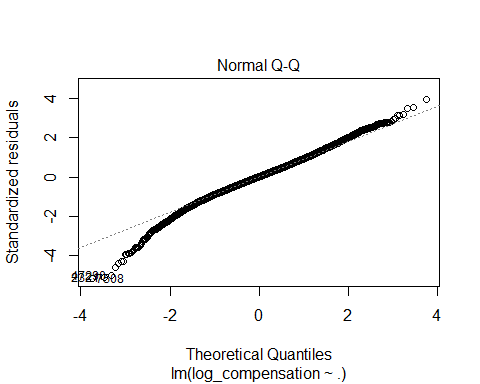 Normal Q-Q
Standardized residuals
4
2
0
-2
-4
-4
-2
0
2
4
Theoretical Quantiles
lm(log_compensation ~ .)